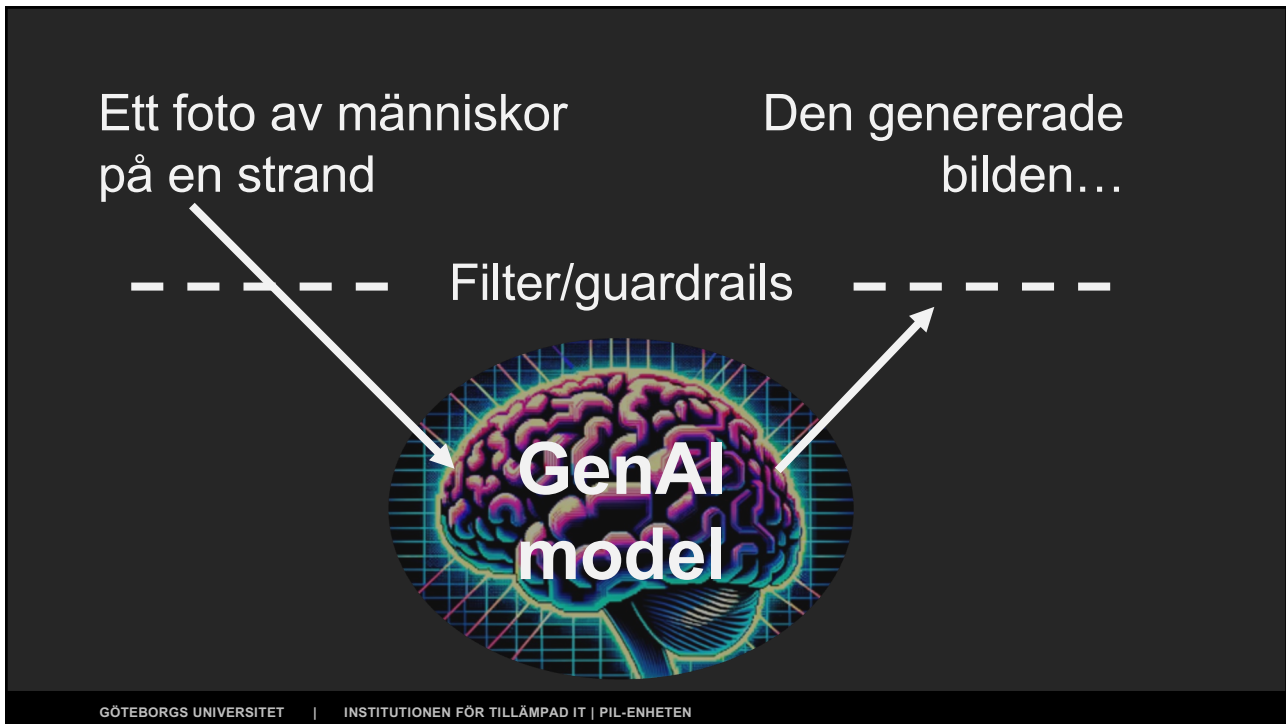 Ett foto av människor
på en strand
Den genererade
bilden…
Filter/guardrails
GenAI
model
GÖTEBORGS UNIVERSITET | INSTITUTIONEN FÖR TILLÄMPAD IT | PIL-ENHETEN